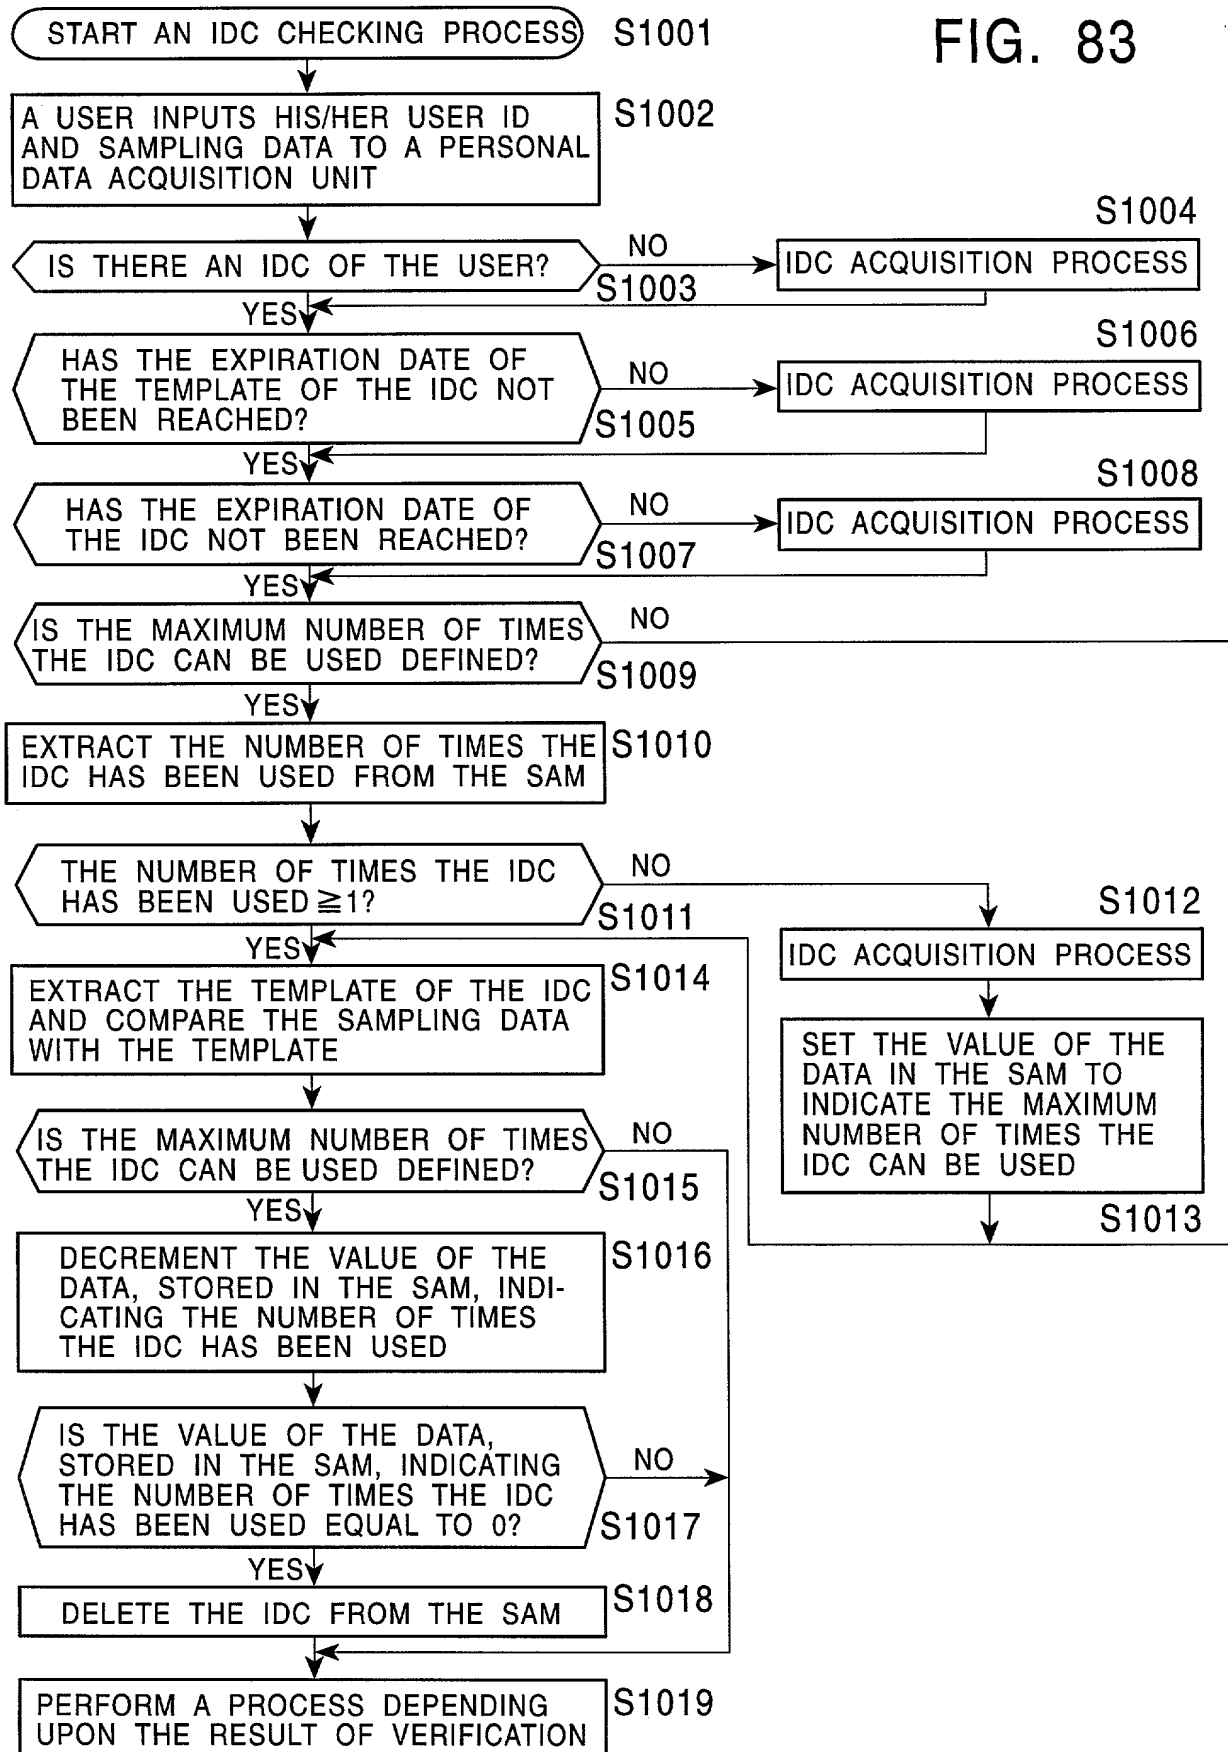 FIG. 83
START AN IDC CHECKING PROCESS
S1001
A USER INPUTS HIS/HER USER ID
AND SAMPLING DATA TO A PERSONAL
DATA ACQUISITION UNIT
S1002
IS THERE AN IDC OF THE USER?
NO
S1003
YES
S1004
IDC ACQUISITION PROCESS
HAS THE EXPIRATION DATE OF
THE TEMPLATE OF THE IDC NOT
BEEN REACHED?
NO
S1005
YES
S1006
IDC ACQUISITION PROCESS
HAS THE EXPIRATION DATE OF
THE IDC NOT BEEN REACHED?
NO
S1007
YES
S1008
IDC ACQUISITION PROCESS
IS THE MAXIMUM NUMBER OF TIMES
THE IDC CAN BE USED DEFINED?
NO
S1009
YES
EXTRACT THE NUMBER OF TIMES THE
IDC HAS BEEN USED FROM THE SAM
S1010
THE NUMBER OF TIMES THE IDC
HAS BEEN USED ≧ 1?
NO
S1011
YES
S1012
IDC ACQUISITION PROCESS
SET THE VALUE OF THE
DATA IN THE SAM TO
INDICATE THE MAXIMUM
NUMBER OF TIMES THE
IDC CAN BE USED
S1013
EXTRACT THE TEMPLATE OF THE IDC
AND COMPARE THE SAMPLING DATA
WITH THE TEMPLATE
S1014
IS THE MAXIMUM NUMBER OF TIMES
THE IDC CAN BE USED DEFINED?
NO
S1015
YES
DECREMENT THE VALUE OF THE
DATA, STORED IN THE SAM, INDI-
CATING THE NUMBER OF TIMES
THE IDC HAS BEEN USED
S1016
IS THE VALUE OF THE DATA,
STORED IN THE SAM, INDICATING
THE NUMBER OF TIMES THE IDC
HAS BEEN USED EQUAL TO 0?
NO
S1017
YES
DELETE THE IDC FROM THE SAM
S1018
PERFORM A PROCESS DEPENDING
UPON THE RESULT OF VERIFICATION
S1019